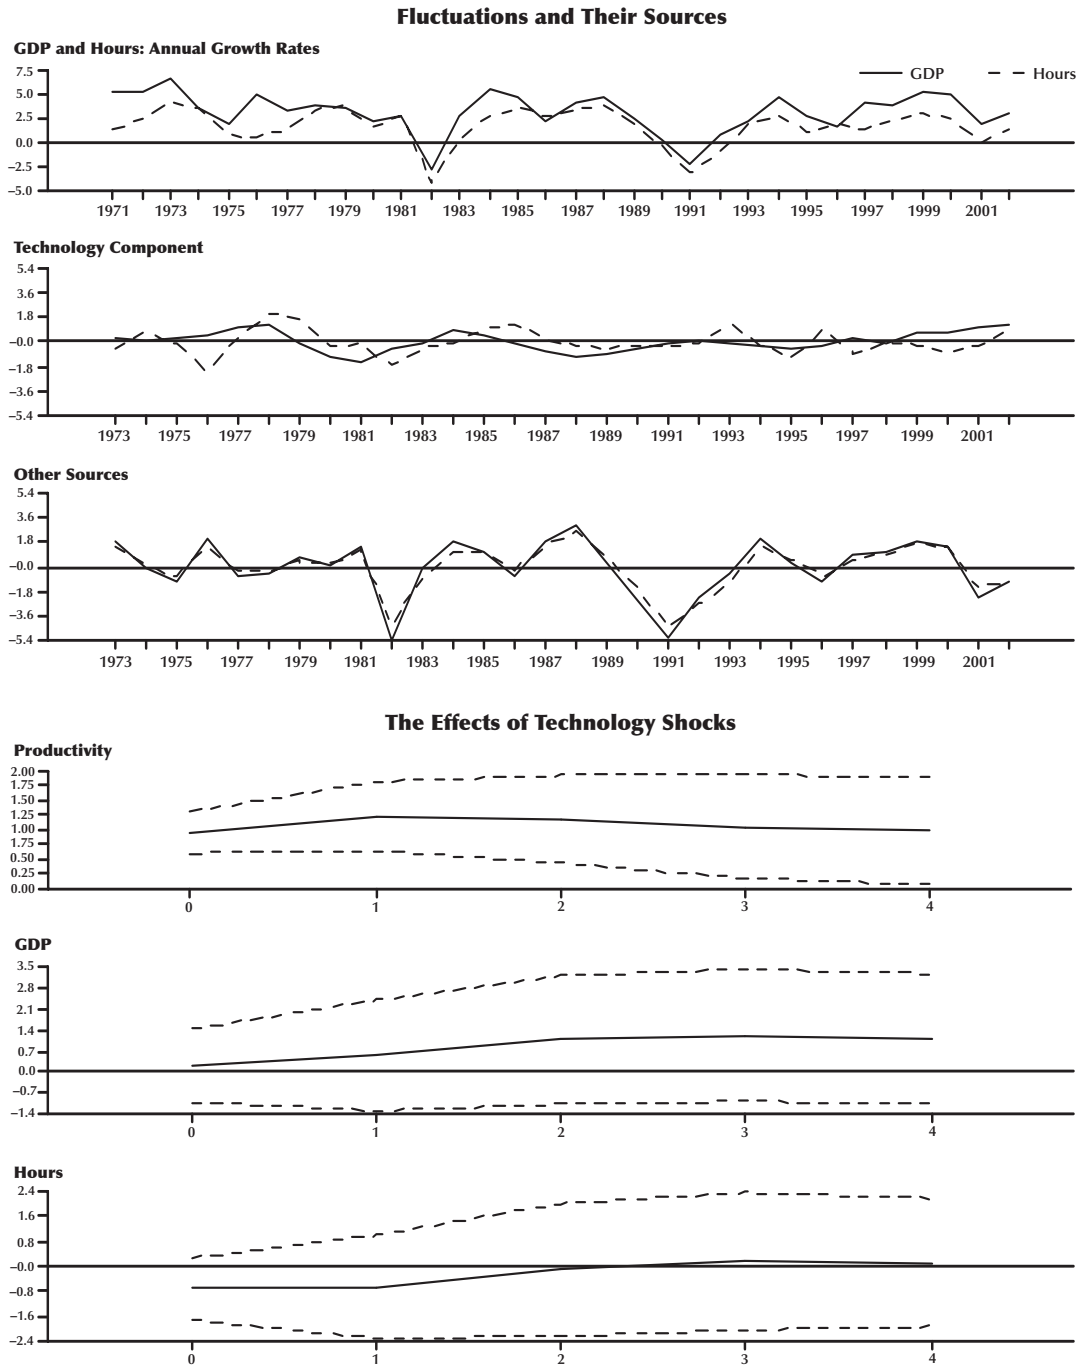 Fluctuations and Their Sources
GDP and Hours: Annual Growth Rates
GDP
Hours
7.5
5.0
2.5
0.0
–2.5
–5.0
1971 1973 1975 1977 1979 1981 1983 1985 1987 1989 1991 1993 1995 1997 1999 2001
Technology Component
5.4
3.6
1.8
–0.0
–1.8
–3.6
–5.4
1973 1975 1977 1979 1981 1983 1985 1987 1989 1991 1993 1995 1997 1999 2001
Other Sources
5.4
3.6
1.8
–0.0
–1.8
–3.6
–5.4
1973 1975 1977 1979 1981 1983 1985 1987 1989 1991 1993 1995 1997 1999 2001
The Effects of Technology Shocks
Productivity
2.00
1.75
1.50
1.25
1.00
1.75
0.50
0.25
0.00
0 1 2 3 4
GDP
3.5
2.8
2.1
1.4
0.7
0.0
–0.7
–1.4
0 1 2 3 4
Hours
2.4
1.6
0.8
–0.0
–0.8
–1.6
–2.4
0 1 2 3 4